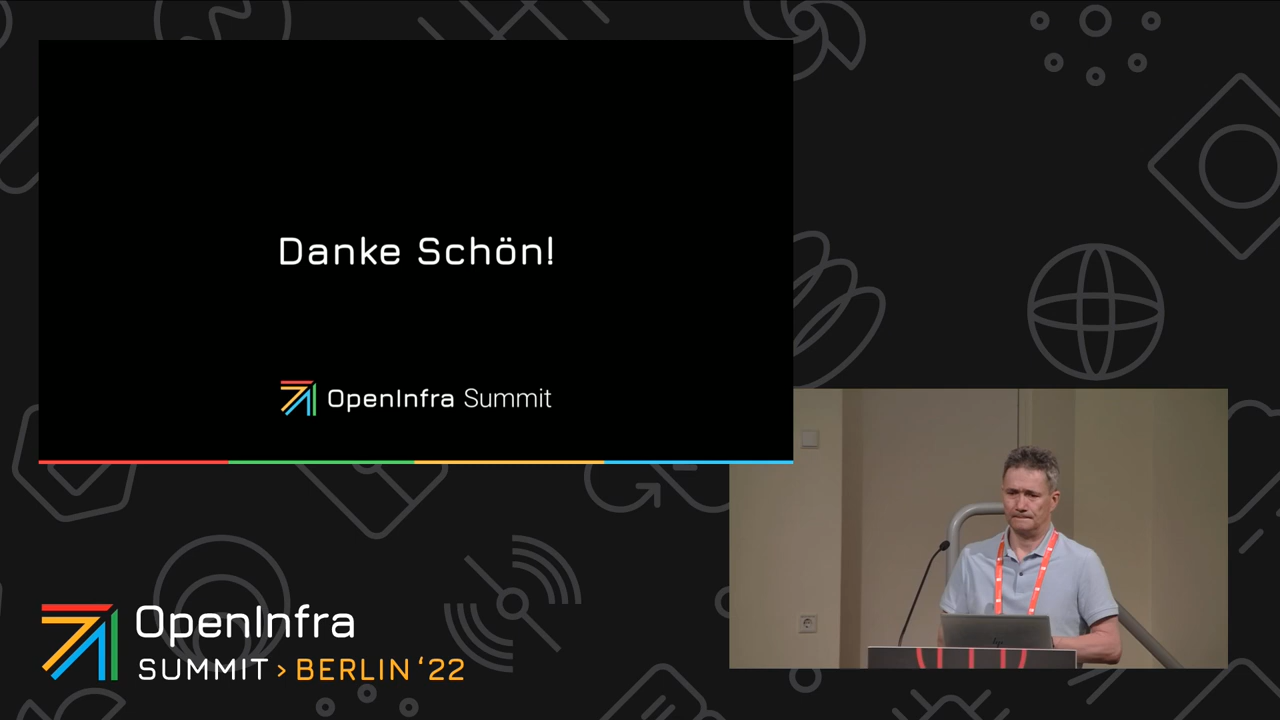 Danke Schön!
OpenInfra Summit
OpenInfra
SUMMIT > BERLIN ‘22